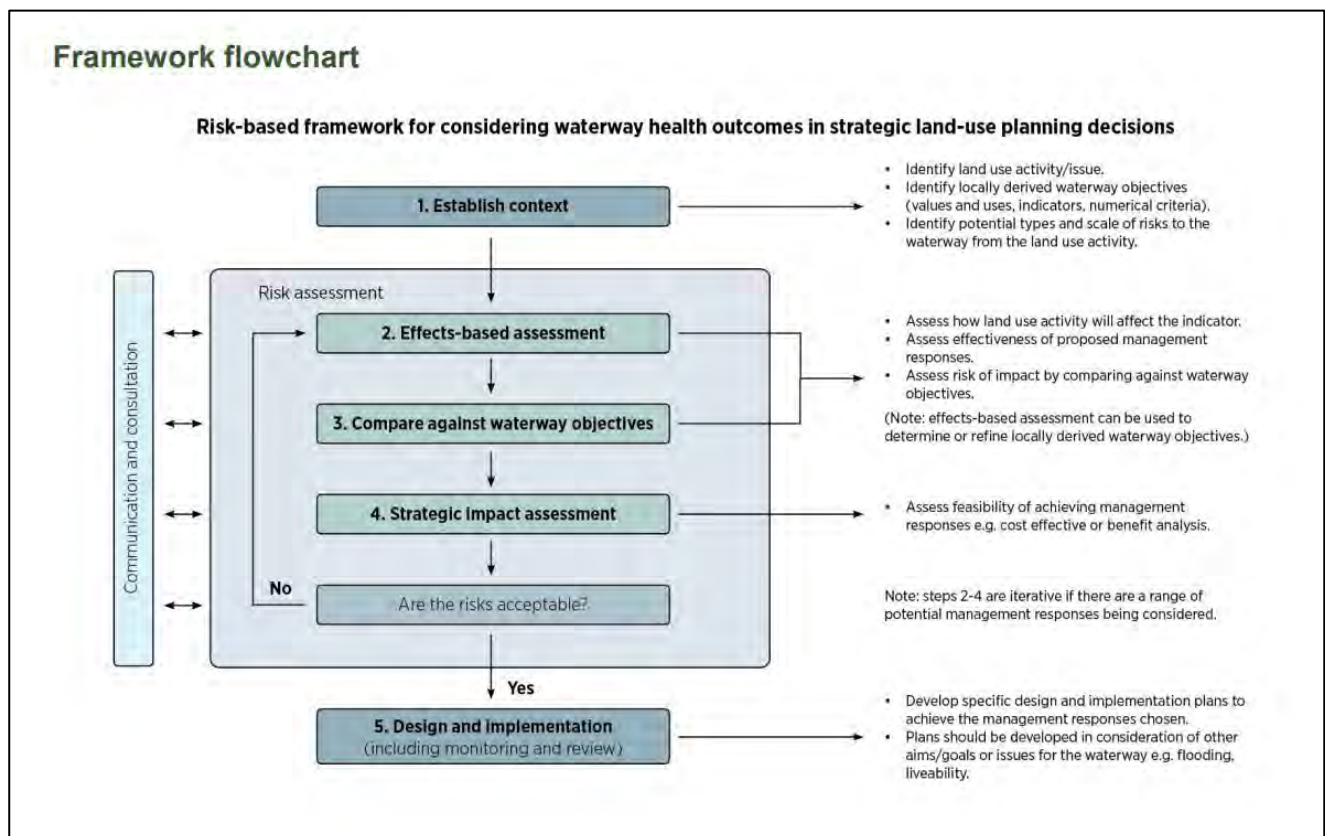 Framework flowchart
Risk-based framework for considering waterway health outcomes in strategic land-use planning decisions
1. Establish context
• Identify land use activity/issue.
• Identify locally derived waterway objectives
(values and uses, indicators, numerical criteria).
• Identify potential types and scale of risks to the
waterway from the land use activity.
Communication and consultation
Risk assessment
2. Effects-based assessment
3. Compare against waterway objectives
• Assess how land use activity will affect the indicator.
• Assess effectiveness of proposed management
responses.
• Assess risk of impact by comparing against waterway
objectives.
(Note: effects-based assessment can be used to
determine or refine locally derived waterway objectives.)
4. Strategic impact assessment
• Assess feasibility of achieving management
responses e.g. cost effective or benefit analysis.
No
Are the risks acceptable?
Note: steps 2-4 are iterative if there are a range of
potential management responses being considered.
Yes
5. Design and implementation
(including monitoring and review)
• Develop specific design and implementation plans to
achieve the management responses chosen.
• Plans should be developed in consideration of other
aims/goals or issues for the waterway e.g. flooding,
liveability.